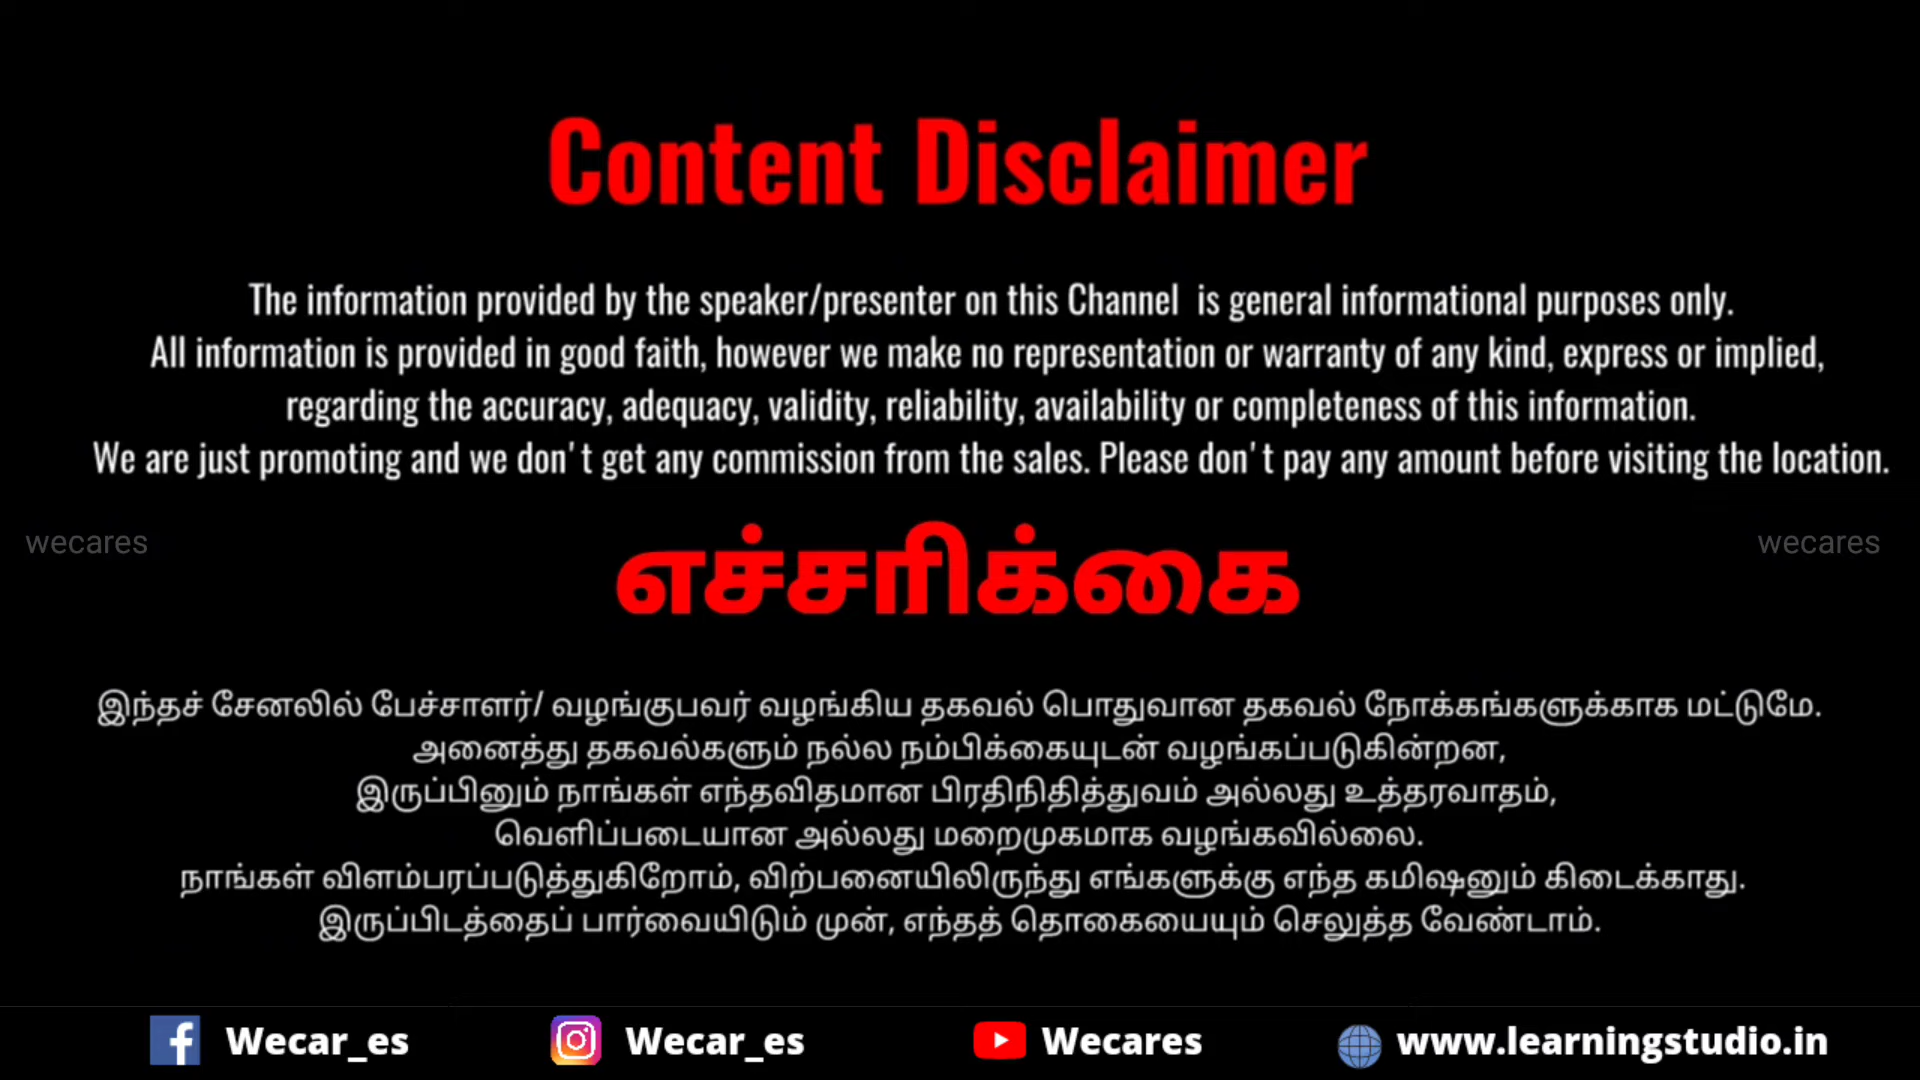 Content Disclaimer
The information provided by the speaker/presenter on this Channel is general informational purposes only.
All information is provided in good faith, however we make no representation or warranty of any kind, express or implied,
regarding the accuracy, adequacy, validity, reliability, availability or completeness of this information.
We are just promoting and we don't get any commission from the sales. Please don't pay any amount before visiting the location.
wecares
wecares
எச்சரிக்கை
இந்தச் சேனலில் பேச்சாளர்/ வழங்குபவர் வழங்கிய தகவல் பொதுவான தகவல் நோக்கங்களுக்காக மட்டுமே.
அனைத்து தகவல்களும் நல்ல நம்பிக்கையுடன் வழங்கப்படுகின்றன,
இருப்பினும் நாங்கள் எந்தவிதமான பிரதிநிதித்துவம் அல்லது உத்தரவாதம்,
வெளிப்படையான அல்லது மறைமுகமாக வழங்கவில்லை.
நாங்கள் விளம்பரப்படுத்துகிறோம், விற்பனையிலிருந்து எங்களுக்கு எந்த கமிஷனும் கிடைக்காது.
இருப்பிடத்தைப் பார்வையிடும் முன், எந்தத் தொகையையும் செலுத்த வேண்டாம்.
Wecar_es
Wecar_es
Wecares
www.learningstudio.in